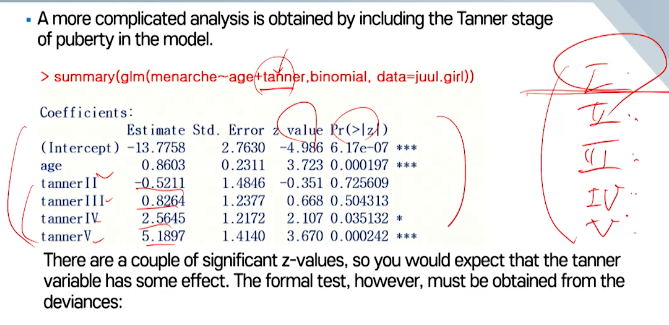 ▪ A more complicated analysis is obtained by including the Tanner stage
of puberty in the model.
> summary(glm(menarche~age+tanner,binomial, data=juul.girl))
Coefficients:
Estimate Std. Error z value Pr(>|z|)
(Intercept) -13.7758 2.7630 -4.986 6.17e-07 ***
age 0.8603 0.2311 3.723 0.000197 ***
tannerII -0.5211 1.4846 -0.351 0.725609
tannerIII 0.8264 1.2377 0.668 0.504313
tannerIV 2.5645 1.2172 2.107 0.035132 *
tannerV 5.1897 1.4140 3.670 0.000242 ***
There are a couple of significant z-values, so you would expect that the tanner
variable has some effect. The formal test, however, must be obtained from the
deviances:
I
II
III
IV
V